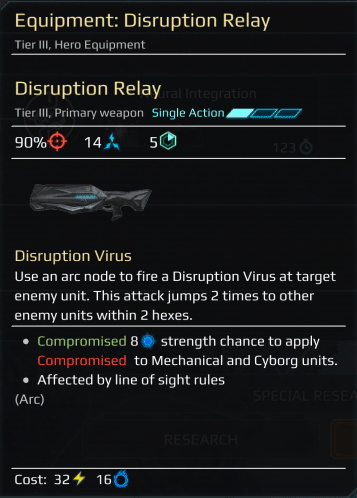 Equipment: Disruption Relay
Tier III, Hero Equipment
Disruption Relay
Tier III, Primary weapon Single Action
90% 14 5
123
Disruption Virus
Use an arc node to fire a Disruption Virus at target
enemy unit. This attack jumps 2 times to other
enemy units within 2 hexes.
Compromised 8 strength chance to apply
Compromised to Mechanical and Cyborg units.
Affected by line of sight rules
(Arc)
RESEARCH
Cost: 32 16